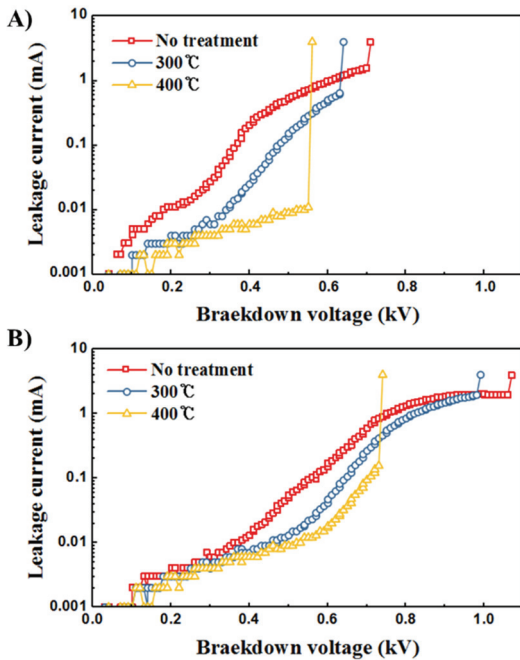 A)
No treatment
300℃
400℃
Leakage current (mA)
10
1
0.1
0.01
0.001
0.0 0.2 0.4 0.6 0.8 1.0
Braekdown voltage (kV)
B)
No treatment
300℃
400℃
Leakage current (mA)
10
1
0.1
0.01
0.001
0.0 0.2 0.4 0.6 0.8 1.0
Braekdown voltage (kV)